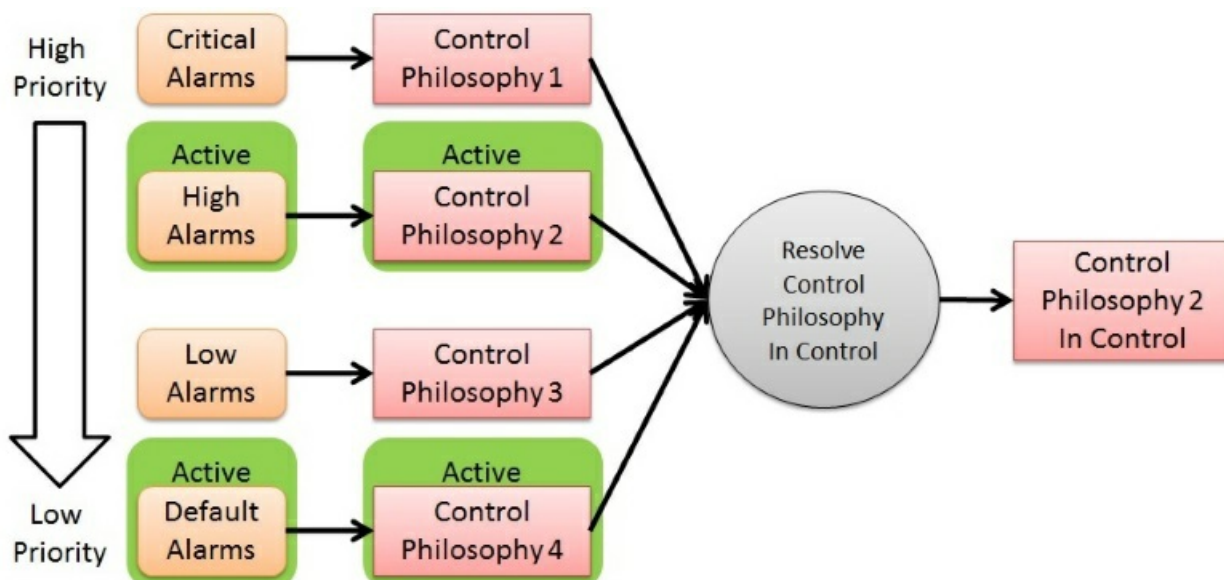 High
Priority
Critical
Alarms
Control
Philosophy 1
Active
High
Alarms
Active
Control
Philosophy 2
Low
Alarms
Control
Philosophy 3
Active
Default
Alarms
Active
Control
Philosophy 4
Low
Priority
Resolve
Control
Philosophy
In Control
Control
Philosophy 2
In Control